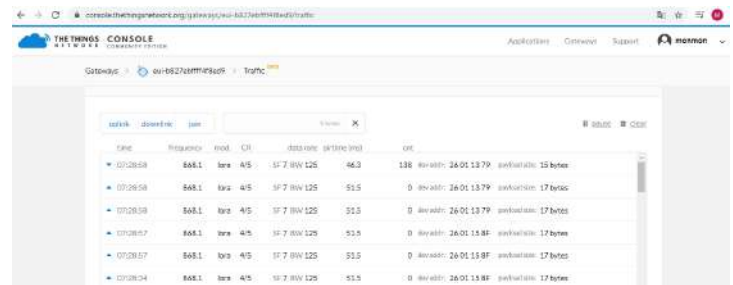 console.thethingsnetwork.org/gateways/eui-b827ebffff4f8ed9/traffic
THE THINGS NETWORK CONSOLE COMMUNITY EDITION
Applications Gateways Support manman
Gateways > eui-b827ebffff4f8ed9 > Traffic beta
uplink downlink join 0 bytes X pause clear
time frequency mod. CR data rate airtime (ms) cnt
07:28:58 868.1 lora 4/5 SF 7 BW 125 46.3 138 dev addr: 26 01 13 79 payload size: 15 bytes
07:28:58 868.1 lora 4/5 SF 7 BW 125 51.5 0 dev addr: 26 01 13 79 payload size: 17 bytes
07:28:58 868.1 lora 4/5 SF 7 BW 125 51.5 0 dev addr: 26 01 13 79 payload size: 17 bytes
07:28:57 868.1 lora 4/5 SF 7 BW 125 51.5 0 dev addr: 26 01 15 8F payload size: 17 bytes
07:28:57 868.1 lora 4/5 SF 7 BW 125 51.5 0 dev addr: 26 01 15 8F payload size: 17 bytes
07:28:34 868.1 lora 4/5 SF 7 BW 125 51.5 0 dev addr: 26 01 15 8F payload size: 17 bytes